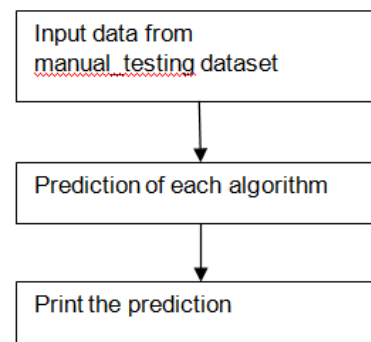 Input data from
manual_testing dataset
Prediction of each algorithm
Print the prediction